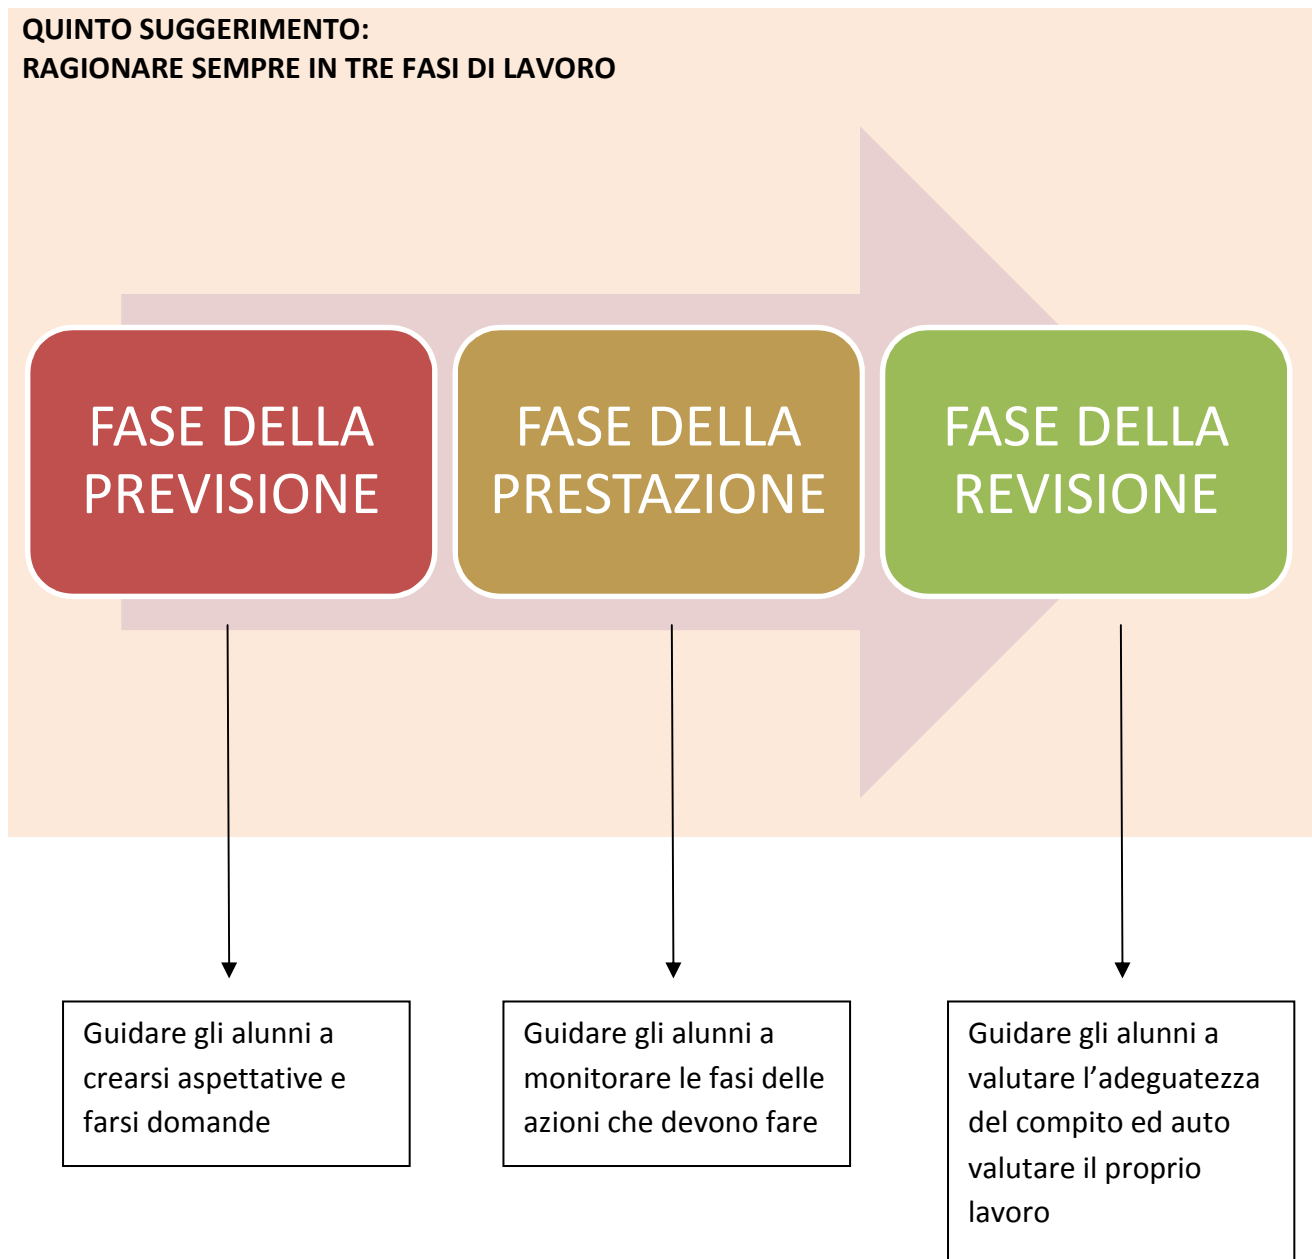 QUINTO SUGGERIMENTO:
RAGIONARE SEMPRE IN TRE FASI DI LAVORO
FASE DELLA
PREVISIONE
FASE DELLA
PRESTAZIONE
FASE DELLA
REVISIONE
Guidare gli alunni a
crearsi aspettative e
farsi domande
Guidare gli alunni a
monitorare le fasi delle
azioni che devono fare
Guidare gli alunni a
valutare l’adeguatezza
del compito ed auto
valutare il proprio
lavoro